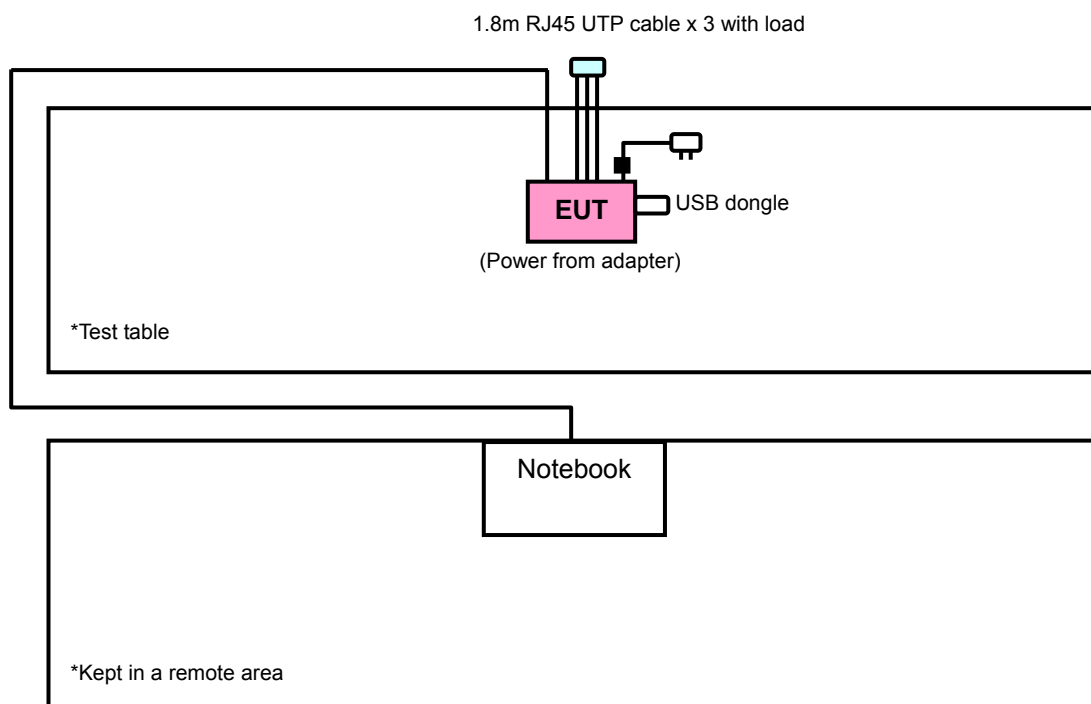 1.8m RJ45 UTP cable x 3 with load
EUT
USB dongle
(Power from adapter)
*Test table
Notebook
*Kept in a remote area